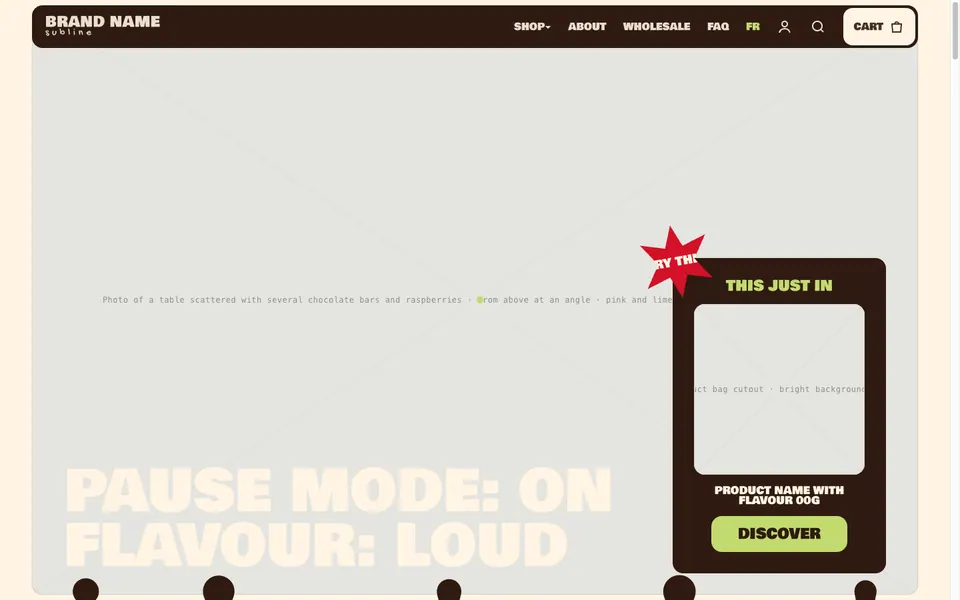 BRAND NAME
subline
SHOP
ABOUT
WHOLESALE
FAQ
FR
CART
Photo of a table scattered with several chocolate bars and raspberries · from above at an angle · pink and lime
THIS JUST IN
bag cutout · bright background
PRODUCT NAME WITH
FLAVOUR 00G
DISCOVER
PAUSE MODE: ON
FLAVOUR: LOUD